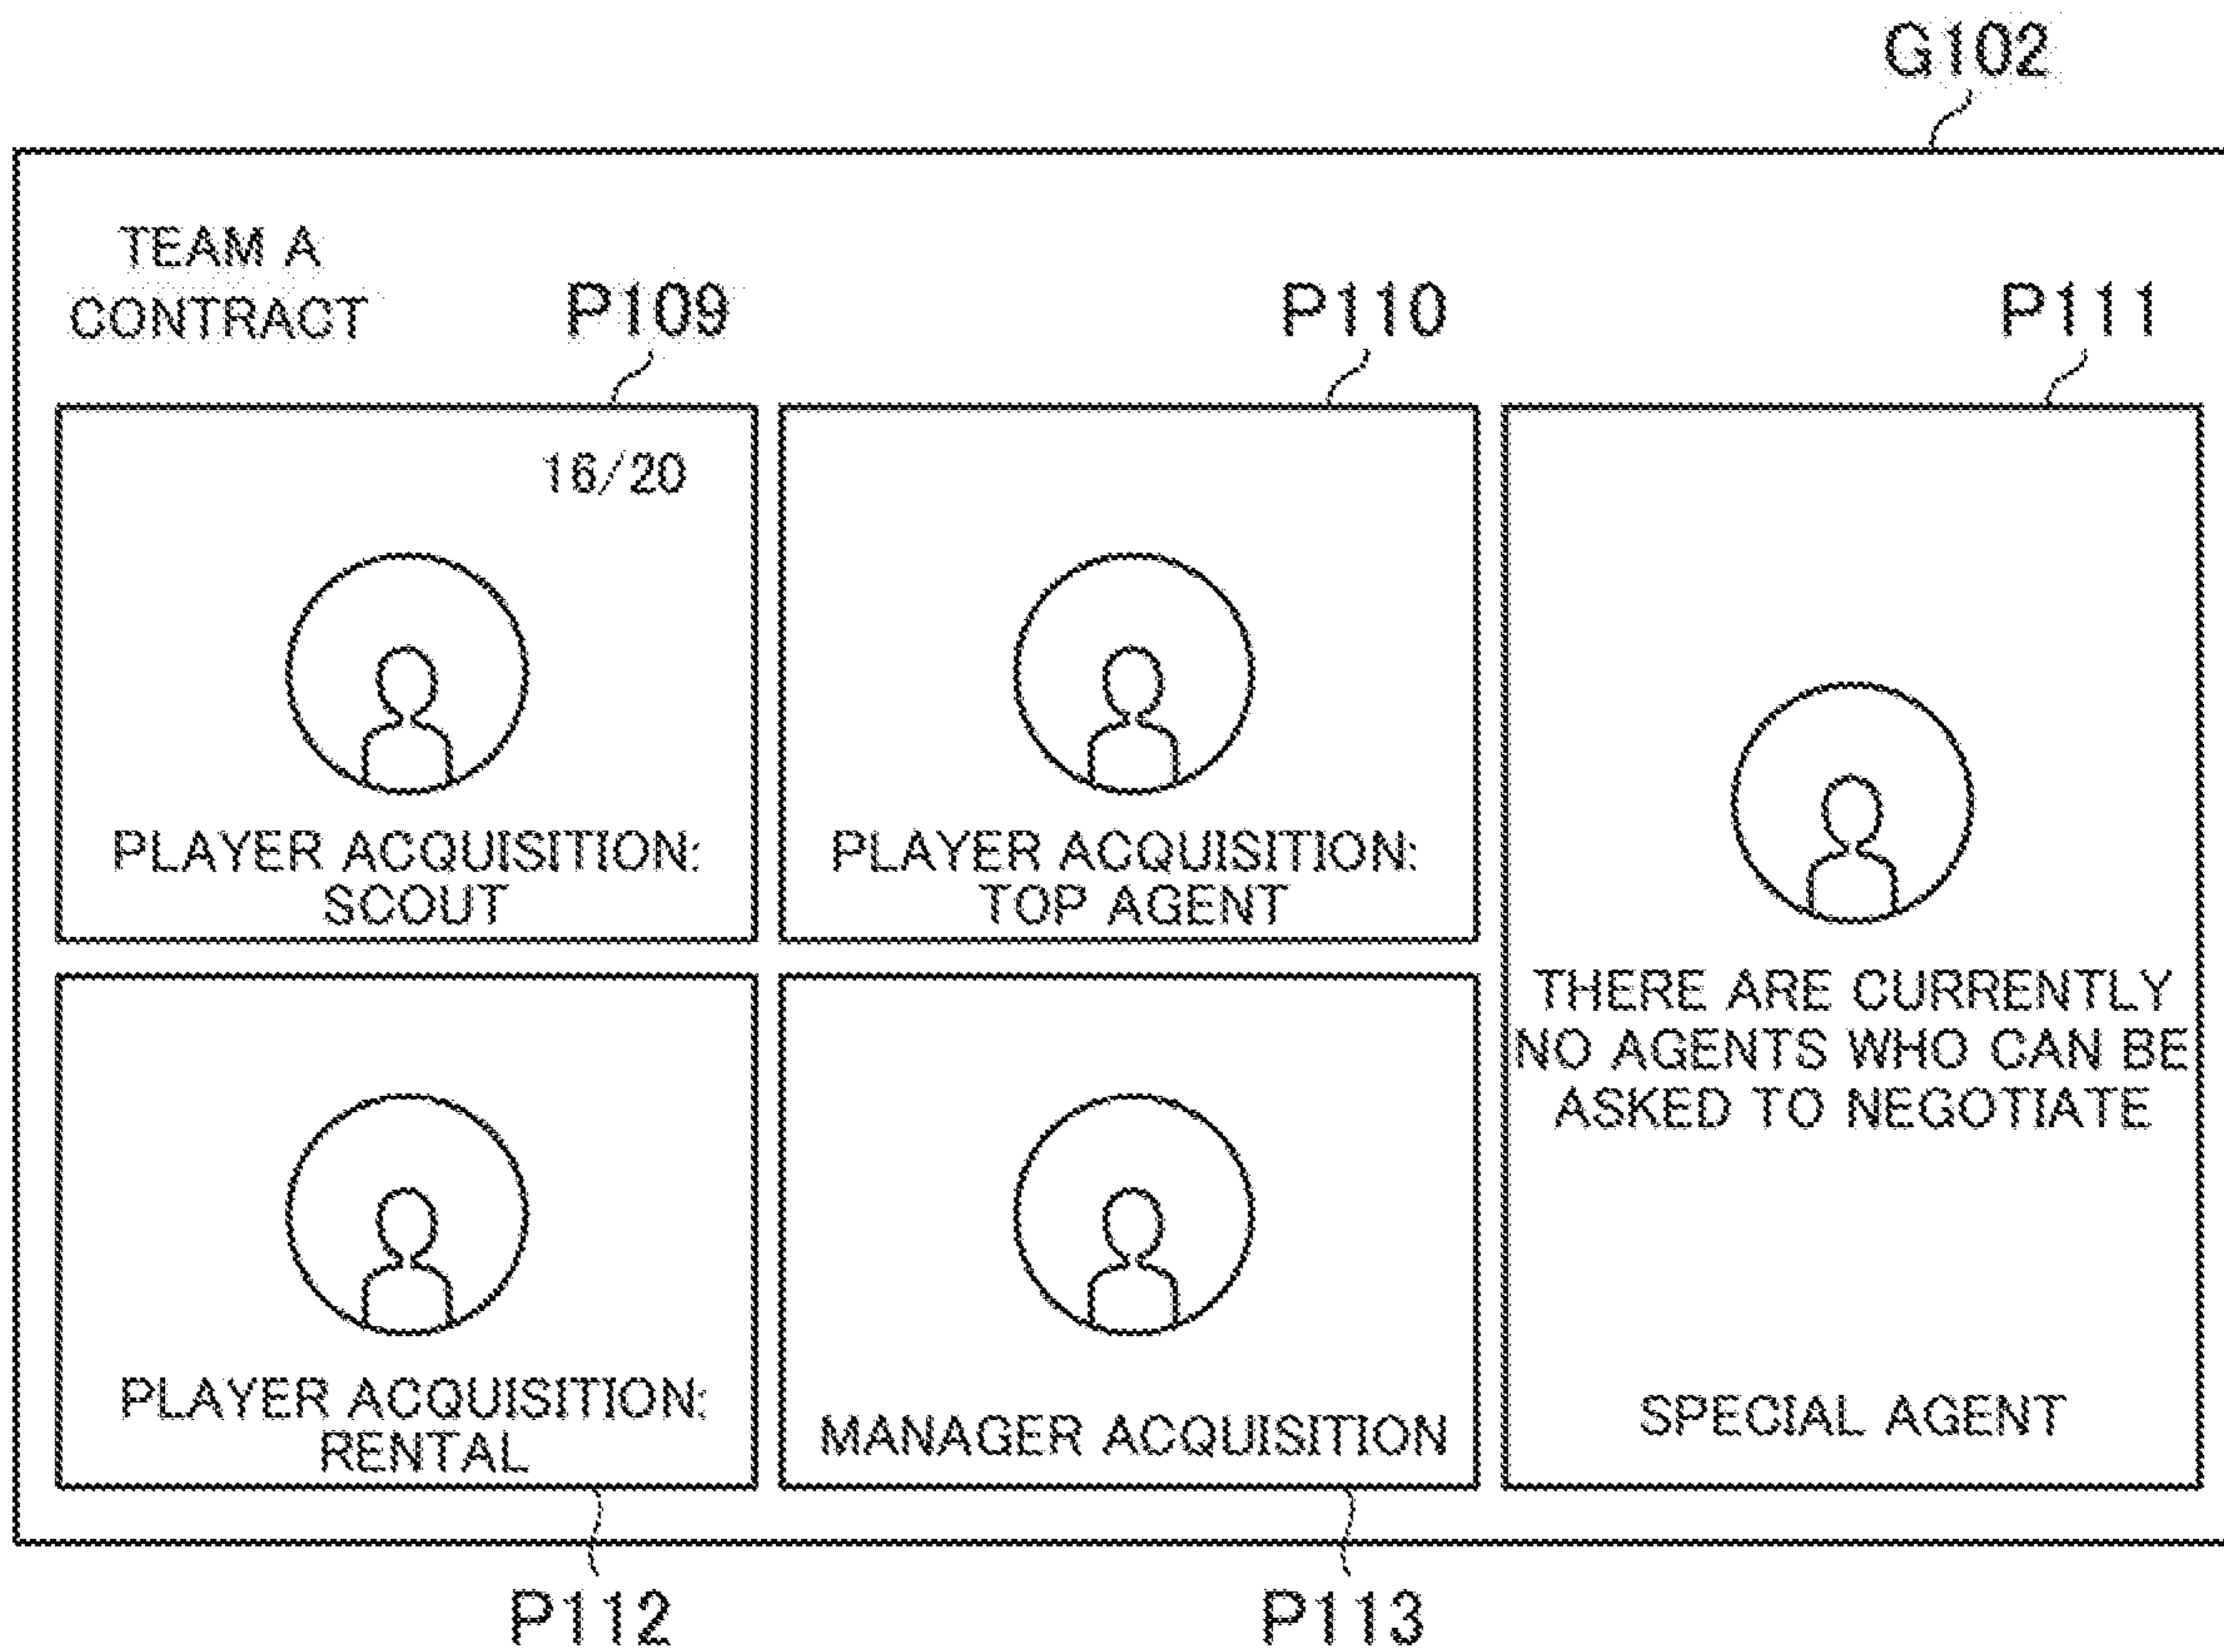 G102
TEAM A
CONTRACT
P109
P110
P111
16/20
PLAYER ACQUISITION:
SCOUT
PLAYER ACQUISITION:
TOP AGENT
THERE ARE CURRENTLY
NO AGENTS WHO CAN BE
ASKED TO NEGOTIATE
SPECIAL AGENT
PLAYER ACQUISITION:
RENTAL
MANAGER ACQUISITION
P112
P113